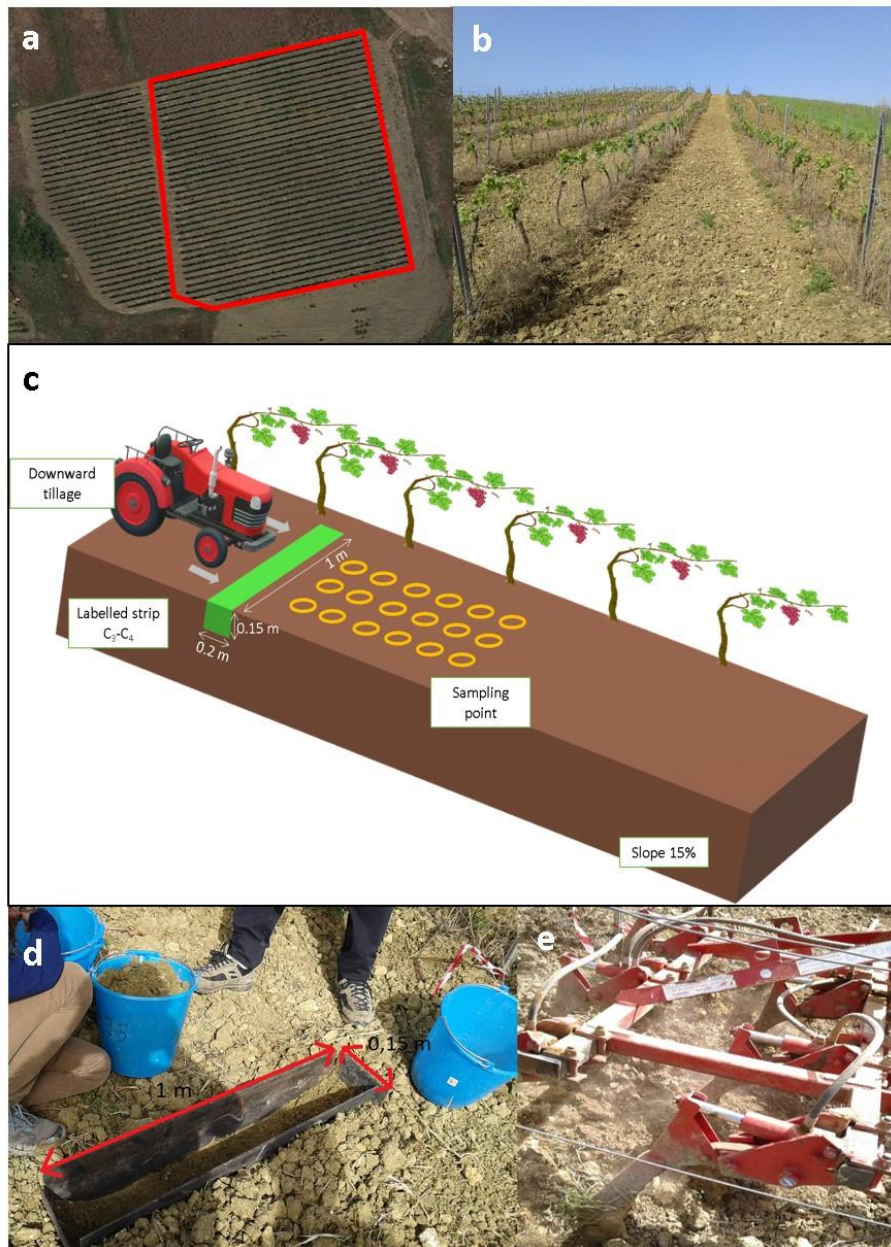 a
b
c
Downward
tillage
1 m
Labelled strip
C₃-C₄
0.15 m
0.2 m
Sampling
point
Slope 15%
d
0,15 m
1 m
e